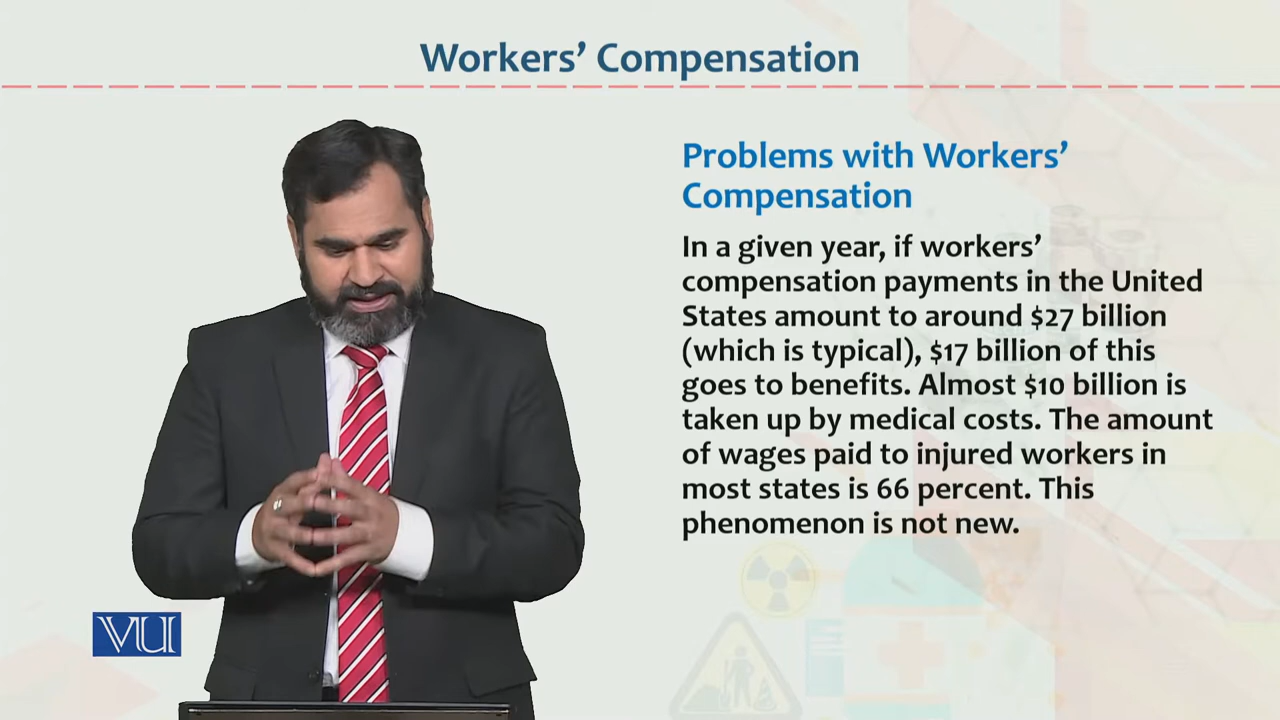 Workers’ Compensation
Problems with Workers’
Compensation
In a given year, if workers’
compensation payments in the United
States amount to around $27 billion
(which is typical), $17 billion of this
goes to benefits. Almost $10 billion is
taken up by medical costs. The amount
of wages paid to injured workers in
most states is 66 percent. This
phenomenon is not new.
VU